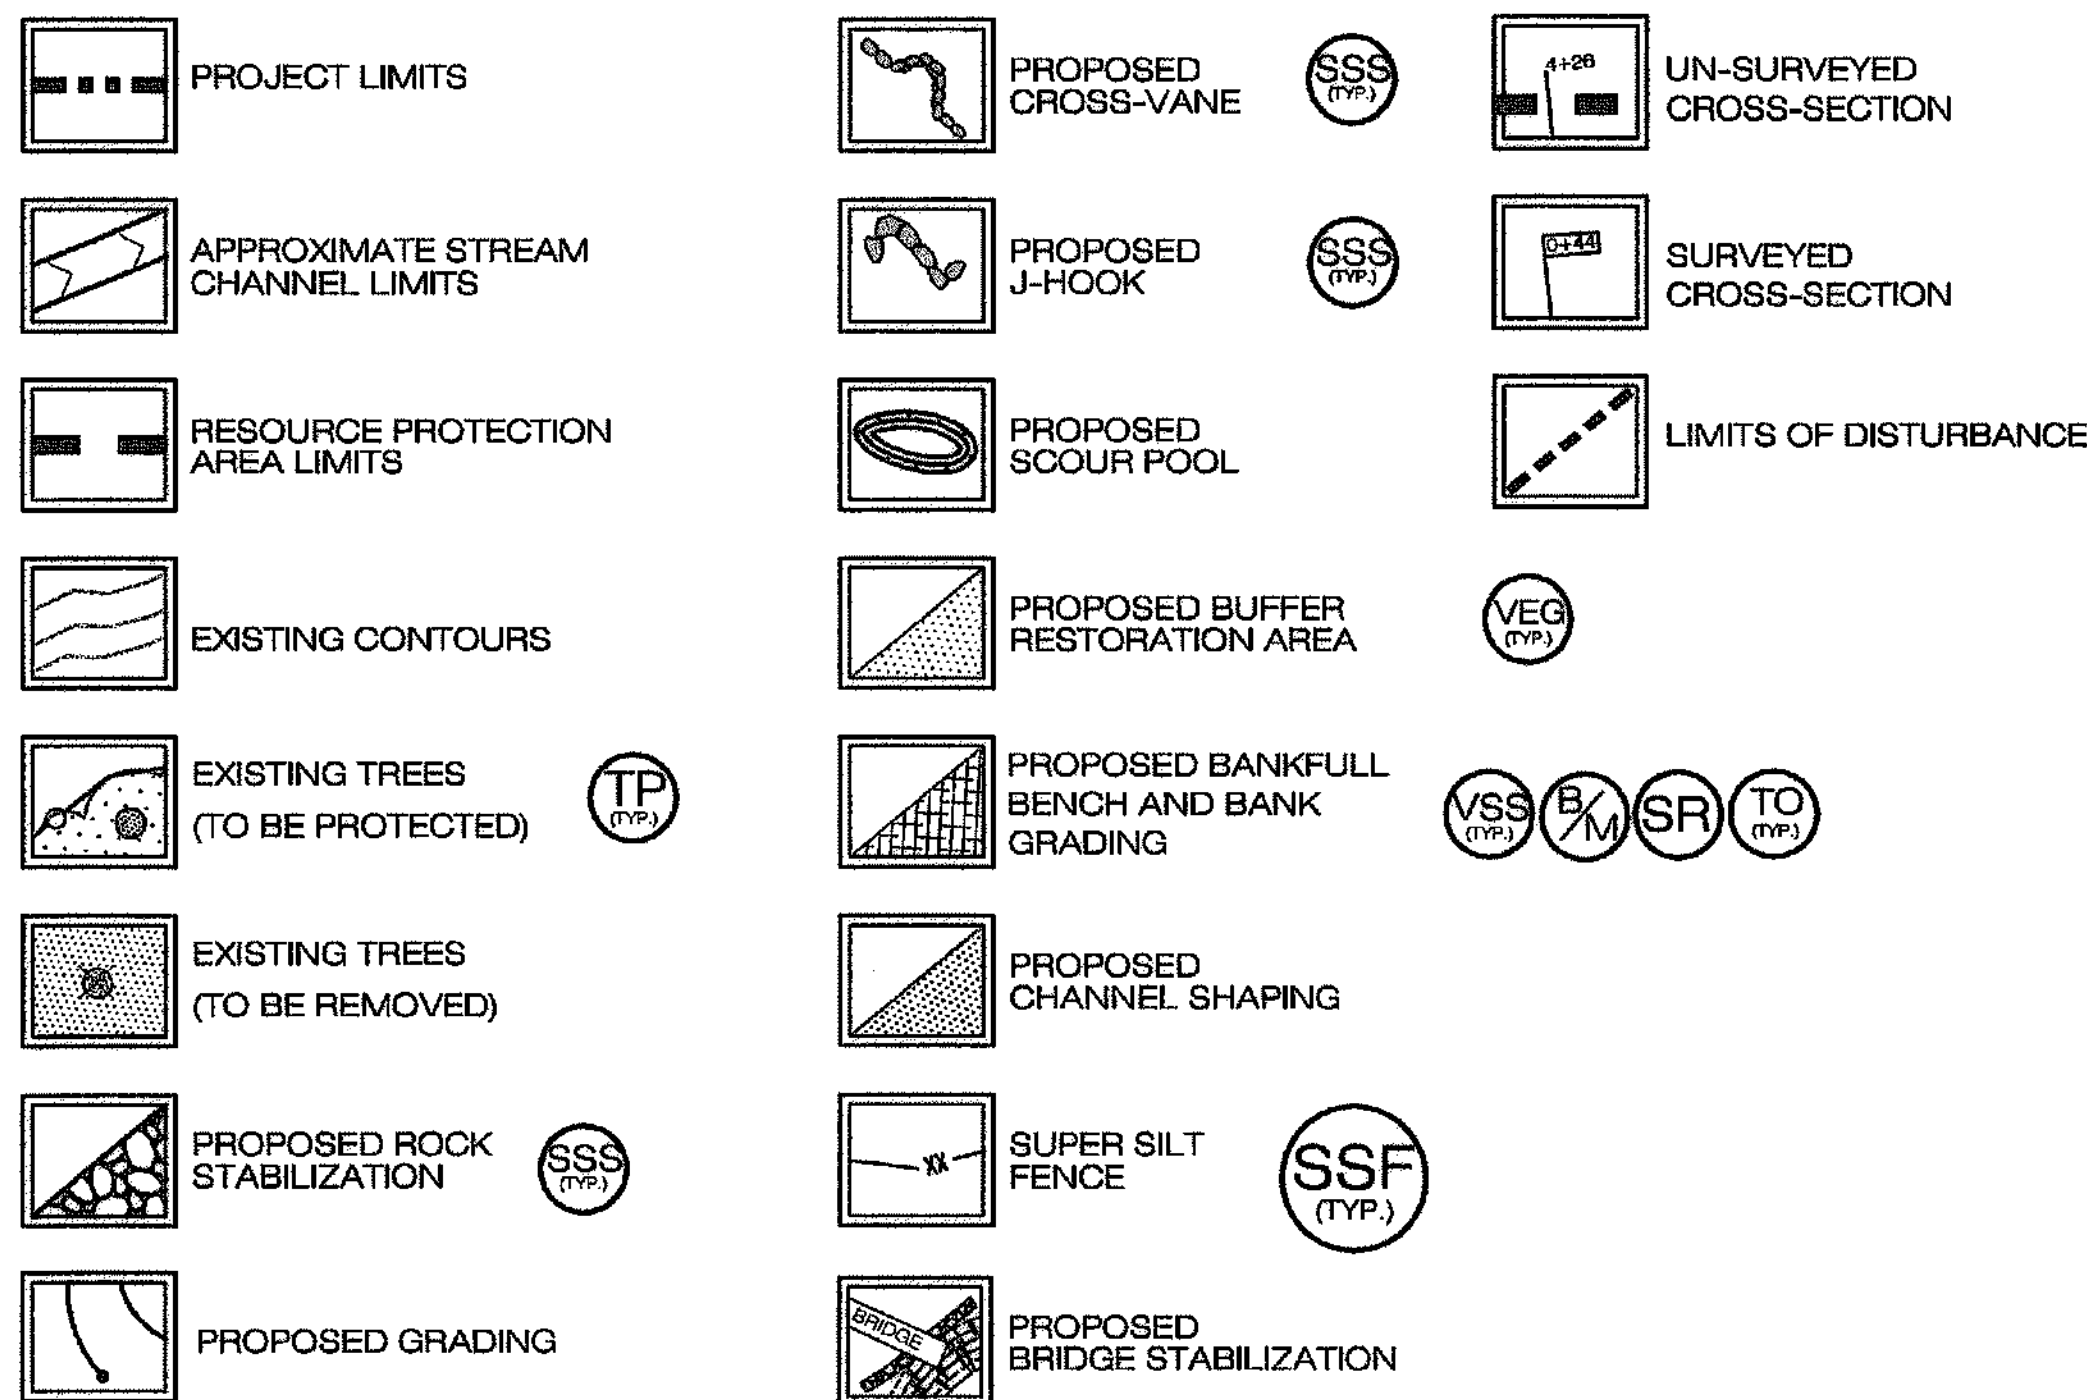 PROJECT LIMITS
APPROXIMATE STREAM
CHANNEL LIMITS
RESOURCE PROTECTION
AREA LIMITS
EXISTING CONTOURS
EXISTING TREES
(TO BE PROTECTED)
TP
(TYP.)
EXISTING TREES
(TO BE REMOVED)
PROPOSED ROCK
STABILIZATION
SSS
(TYP.)
PROPOSED GRADING
PROPOSED
CROSS-VANE
SSS
(TYP.)
PROPOSED
J-HOOK
SSS
(TYP.)
PROPOSED
SCOUR POOL
PROPOSED BUFFER
RESTORATION AREA
VEG
(TYP.)
PROPOSED BANKFULL
BENCH AND BANK
GRADING
VSS
(TYP.)
B/M
SR
TO
(TYP.)
PROPOSED
CHANNEL SHAPING
XX
SUPER SILT
FENCE
SSF
(TYP.)
BRIDGE
PROPOSED
BRIDGE STABILIZATION
4+26
UN-SURVEYED
CROSS-SECTION
0+44
SURVEYED
CROSS-SECTION
LIMITS OF DISTURBANCE